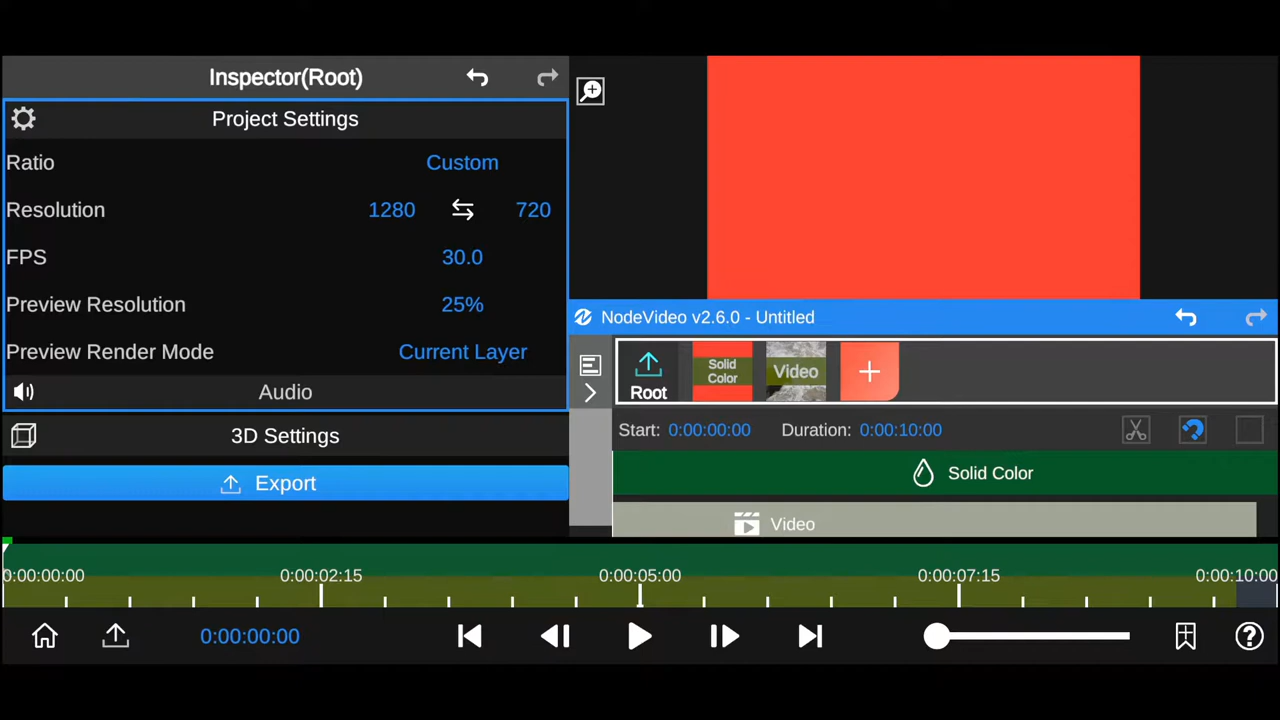 Inspector(Root)
Project Settings
Ratio Custom
Resolution 1280 720
FPS 30.0
Preview Resolution 25%
Preview Render Mode Current Layer
Audio
3D Settings
Export
NodeVideo v2.6.0 - Untitled
Root
Solid
Color
Video
Start: 0:00:00:00 Duration: 0:00:10:00
Solid Color
Video
0:00:00:00 0:00:02:15 0:00:05:00 0:00:07:15 0:00:10:00
0:00:00:00